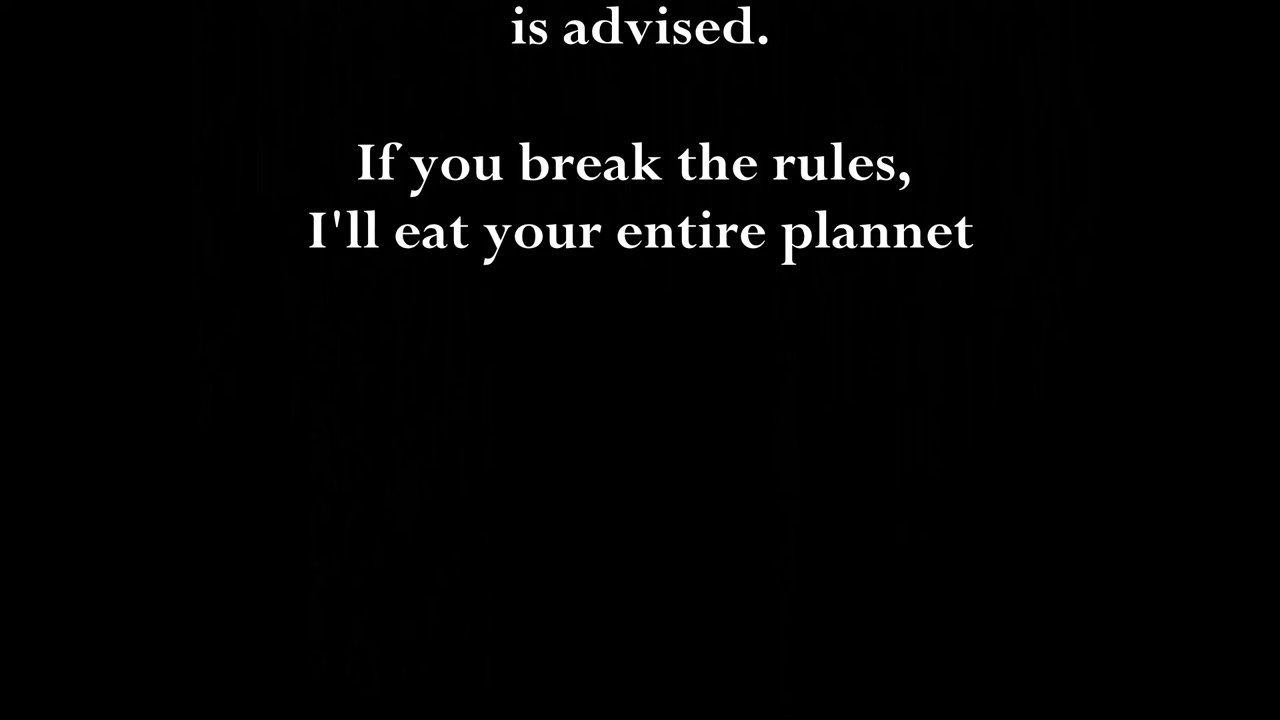 is advised.
If you break the rules,
I'll eat your entire plannet